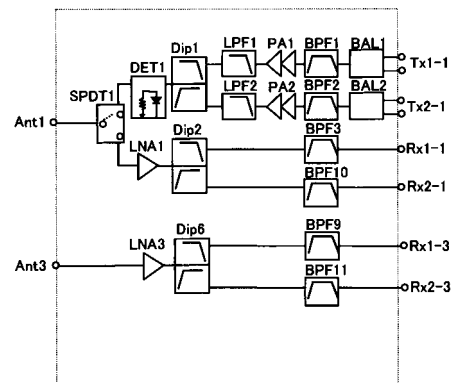 LPF1 PA1 BPF1 BAL1
Dip1
DET1
Tx1-1
SPDT1
LPF2 PA2 BPF2 BAL2
Tx2-1
Ant1
Dip2
BPF3
LNA1
Rx1-1
BPF10
Rx2-1
Dip6
BPF9
LNA3
Rx1-3
Ant3
BPF11
Rx2-3